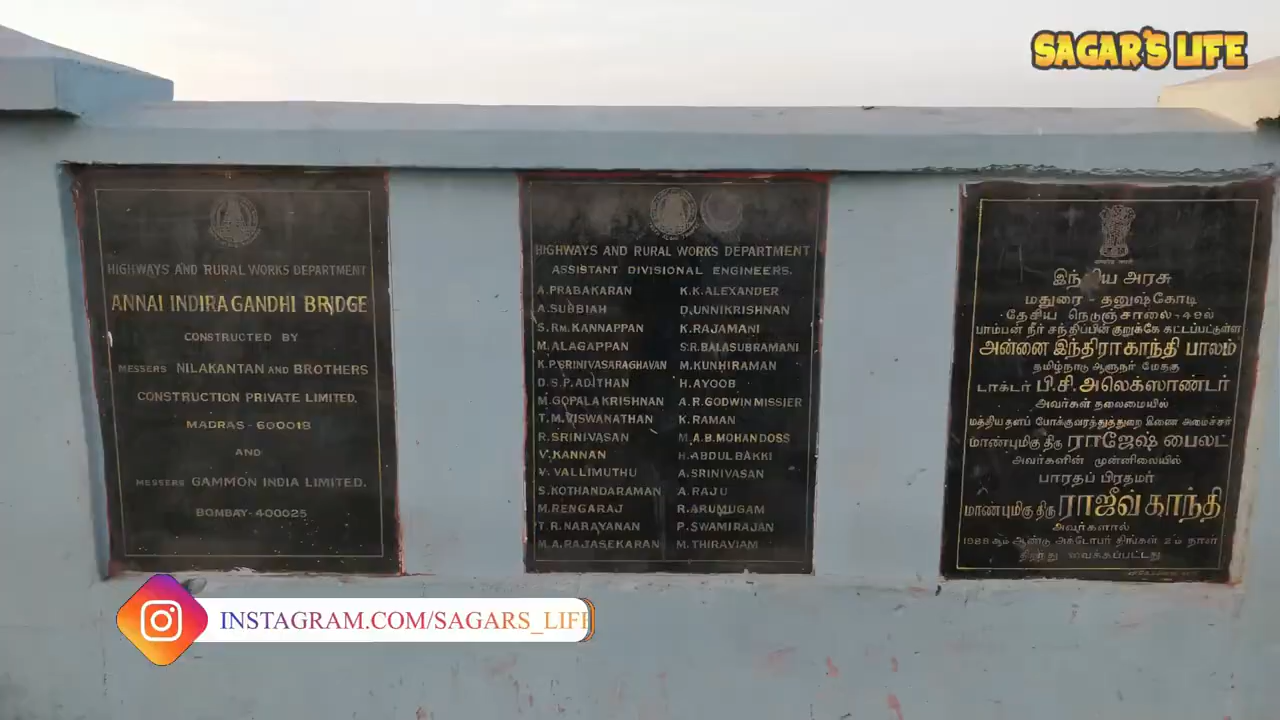 SAGAR'S LIFE
HIGHWAYS AND RURAL WORKS DEPARTMENT
ANNAI INDIRA GANDHI BRIDGE
CONSTRUCTED BY
MESSERS NILAKANTAN AND BROTHERS
CONSTRUCTION PRIVATE LIMITED.
MADRAS - 600018
AND
MESSERS GAMMON INDIA LIMITED.
BOMBAY-400025
HIGHWAYS AND RURAL WORKS DEPARTMENT
ASSISTANT DIVISIONAL ENGINEERS.
A.PRABAKARAN K.K.ALEXANDER
A.SUBBIAH D.UNNIKRISHNAN
S.RM.KANNAPPAN K.RAJAMANI
M.ALAGAPPAN S.R.BALASUBRAMANI
K.P.SRINIVASARAGHAVAN M.KUNHIRAMAN
D.S.P.ADITHAN H.AYOOB
M.GOPALAKRISHNAN A.R.GODWIN MISSIER
T.M.VISWANATHAN K.RAMAN
R.SRINIVASAN M.A.B.MOHANDOSS
V.KANNAN H.ABDUL BAKKI
V.VALLIMUTHU A.SRINIVASAN
S.KOTHANDARAMAN A.RAJU
M.RENGARAJ R.ARUMUGAM
T.R.NARAYANAN P.SWAMIRAJAN
M.A.RAJASEKARAN M.THIRAVIAM
இந்திய அரசு
மதுரை - தனுஷ்கோடி
தேசிய நெடுஞ்சாலை-49ல்
பாம்பன் நீர் சந்திப்பின் குறுக்கே கட்டப்பட்டுள்ள
அன்னை இந்திரா காந்தி பாலம்
தமிழ்நாடு ஆளுநர் மேதகு
டாக்டர் பி.சி.அலெக்ஸாண்டர்
அவர்கள் தலைமையில்
மத்திய தளப் போக்குவரத்துத்துறை இணை அமைச்சர்
மாண்புமிகு திரு ராஜேஷ் பைலட்
அவர்களின் முன்னிலையில்
பாரதப் பிரதமர்
மாண்புமிகு திரு ராஜீவ் காந்தி
அவர்களால்
1988 ஆம் ஆண்டு அக்டோபர் திங்கள் 2ம் நாள்
திறந்து வைக்கப்பட்டது
INSTAGRAM.COM/SAGARS_LIFE